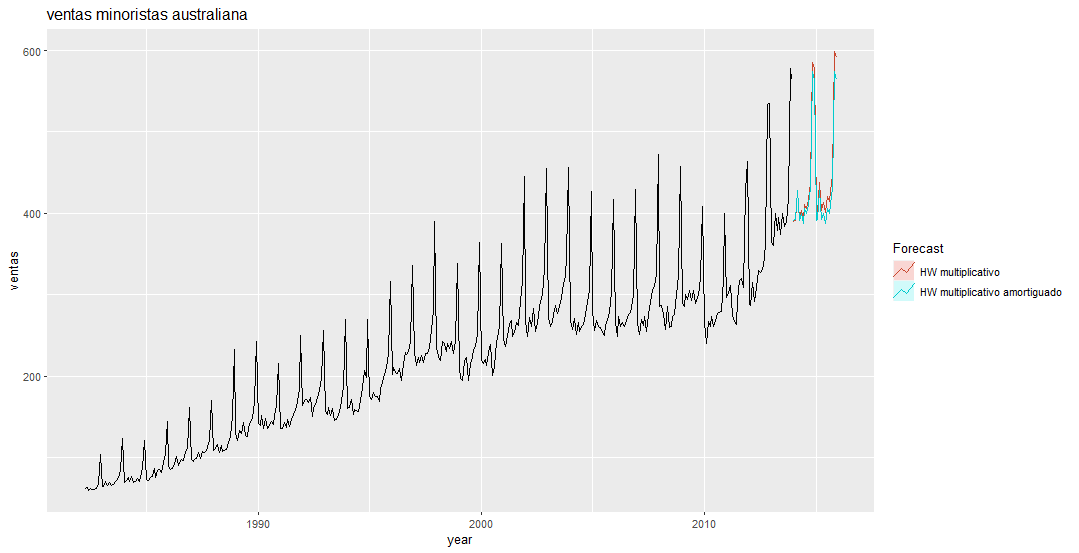 ventas minoristas australiana
600
400
200
ventas
1990
2000
2010
year
Forecast
HW multiplicativo
HW multiplicativo amortiguado